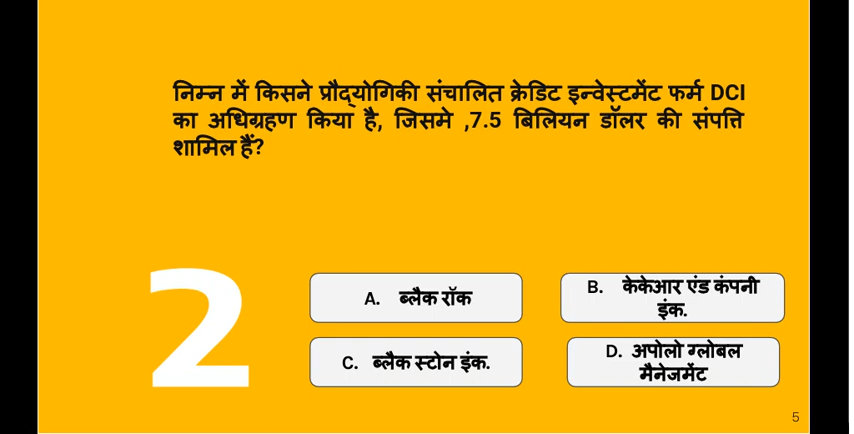 निम्न में किसने प्रौद्योगिकी संचालित क्रेडिट इन्वेस्टमेंट फर्म DCI
का अधिग्रहण किया है, जिसमे ,7.5 बिलियन डॉलर की संपत्ति
शामिल हैं?
2
A. ब्लैक रॉक
B. केकेआर एंड कंपनी
इंक.
C. ब्लैक स्टोन इंक.
D. अपोलो ग्लोबल
मैनेजमेंट
5